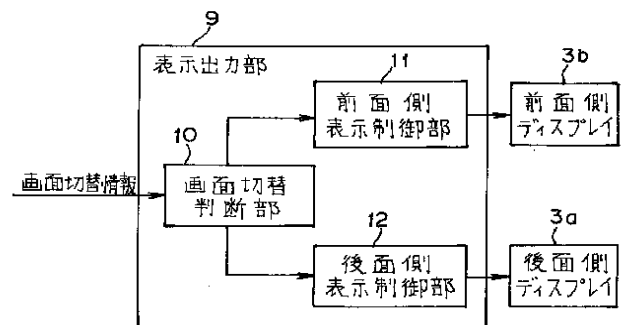 9
表示出力部
11
前面側
表示制御部
3b
前面側
ディスプレイ
10
画面切替情報
画面切替
判断部
12
後面側
表示制御部
3a
後面側
ディスプレイ